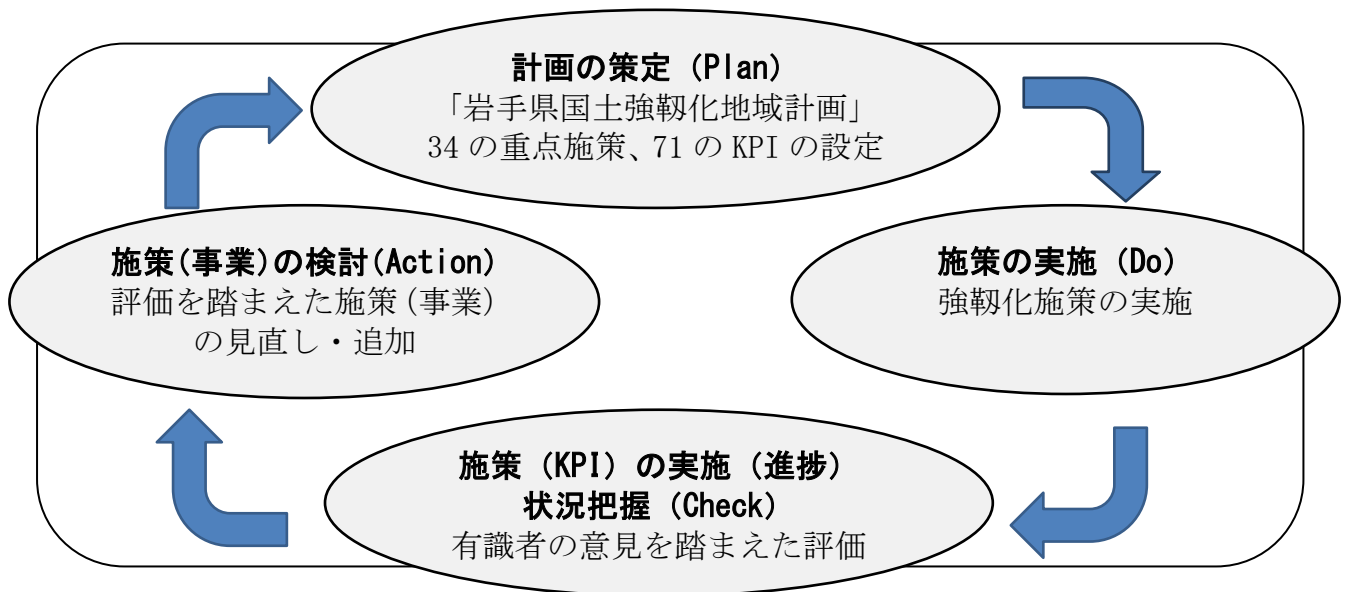 計画の策定（Plan）
「岩手県国土強靱化地域計画」
34の重点施策、71のKPIの設定
施策の実施（Do）
強靱化施策の実施
施策（KPI）の実施（進捗）
状況把握（Check）
有識者の意見を踏まえた評価
施策(事業)の検討(Action)
評価を踏まえた施策(事業)
の見直し・追加